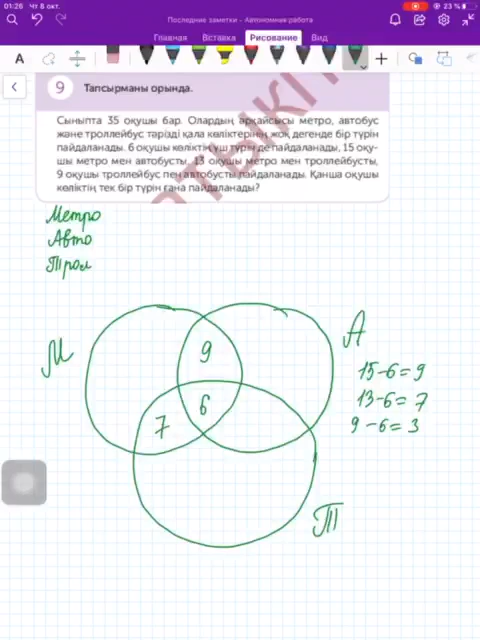 01:26 Чт 8 окт.
23 %
Последние заметки – Автономная работа
Главная Вставка Рисование Вид
9 Тапсырманы орында.
Сыныпта 35 оқушы бар. Олардың әрқайсысы метро, автобус
және троллейбус тәрізді қала көліктерінің жоқ дегенде бір түрін
пайдаланады. 6 оқушы көліктің үш түрін де пайдаланады, 15 оқу-
шы метро мен автобусты, 13 оқушы метро мен троллейбусты,
9 оқушы троллейбус пен автобусты пайдаланады. Қанша оқушы
көліктің тек бір түрін ғана пайдаланады?
Метро
Авто
Трол
М
А
9
15-6=9
6
13-6=7
7
9-6=3
Т